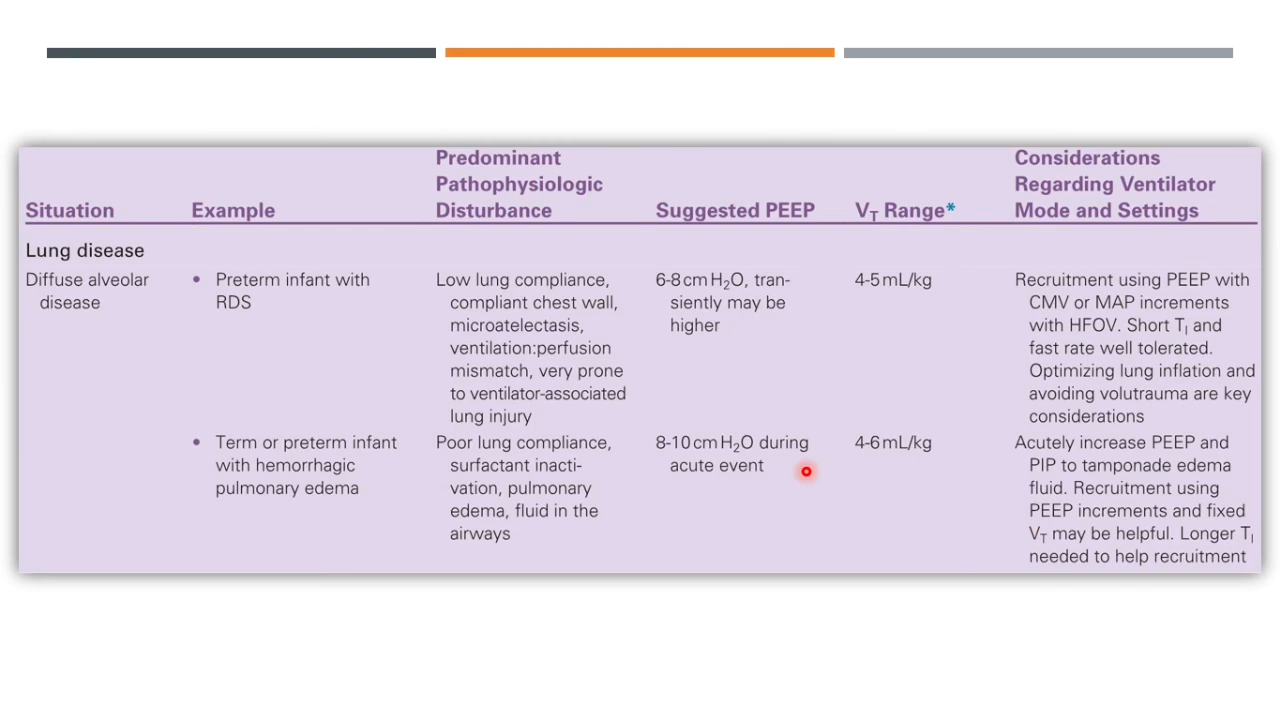 Predominant
Pathophysiologic
Disturbance
Considerations
Regarding Ventilator
Mode and Settings
Situation
Example
Suggested PEEP
VT Range*
Lung disease
Diffuse alveolar
disease
• Preterm infant with
RDS
Low lung compliance,
compliant chest wall,
microatelectasis,
ventilation:perfusion
mismatch, very prone
to ventilator-associated
lung injury
6-8 cm H2O, tran-
siently may be
higher
4-5 mL/kg
Recruitment using PEEP with
CMV or MAP increments
with HFOV. Short TI and
fast rate well tolerated.
Optimizing lung inflation and
avoiding volutrauma are key
considerations
• Term or preterm infant
with hemorrhagic
pulmonary edema
Poor lung compliance,
surfactant inacti-
vation, pulmonary
edema, fluid in the
airways
8-10 cm H2O during
acute event
4-6 mL/kg
Acutely increase PEEP and
PIP to tamponade edema
fluid. Recruitment using
PEEP increments and fixed
VT may be helpful. Longer TI
needed to help recruitment